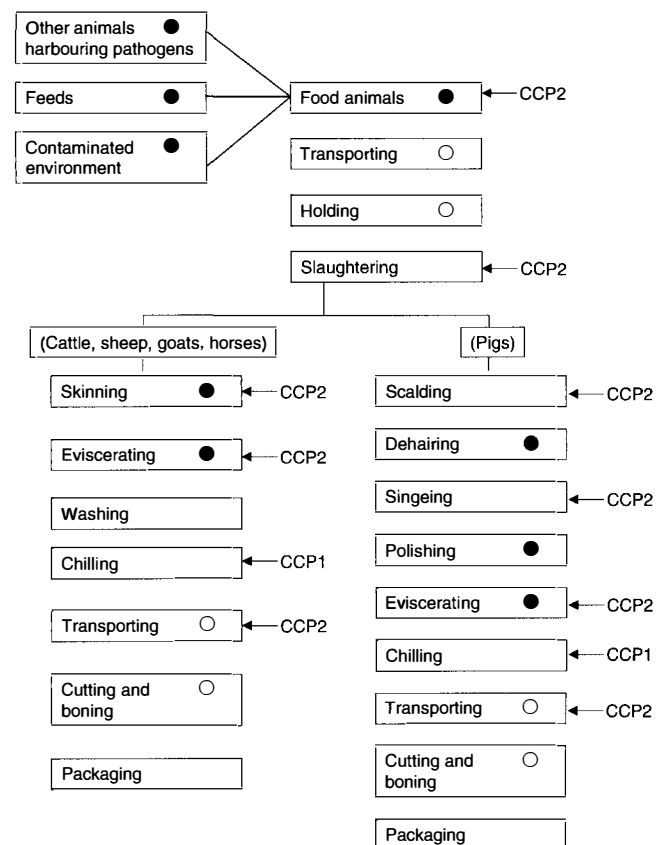 Other animals
harbouring pathogens
Feeds
Contaminated
environment
Food animals
CCP2
Transporting
Holding
Slaughtering
CCP2
(Cattle, sheep, goats, horses)
Skinning
CCP2
Eviscerating
CCP2
Washing
Chilling
CCP1
Transporting
CCP2
Cutting and
boning
Packaging
(Pigs)
Scalding
CCP2
Dehairing
Singeing
CCP2
Polishing
Eviscerating
CCP2
Chilling
CCP1
Transporting
CCP2
Cutting and
boning
Packaging